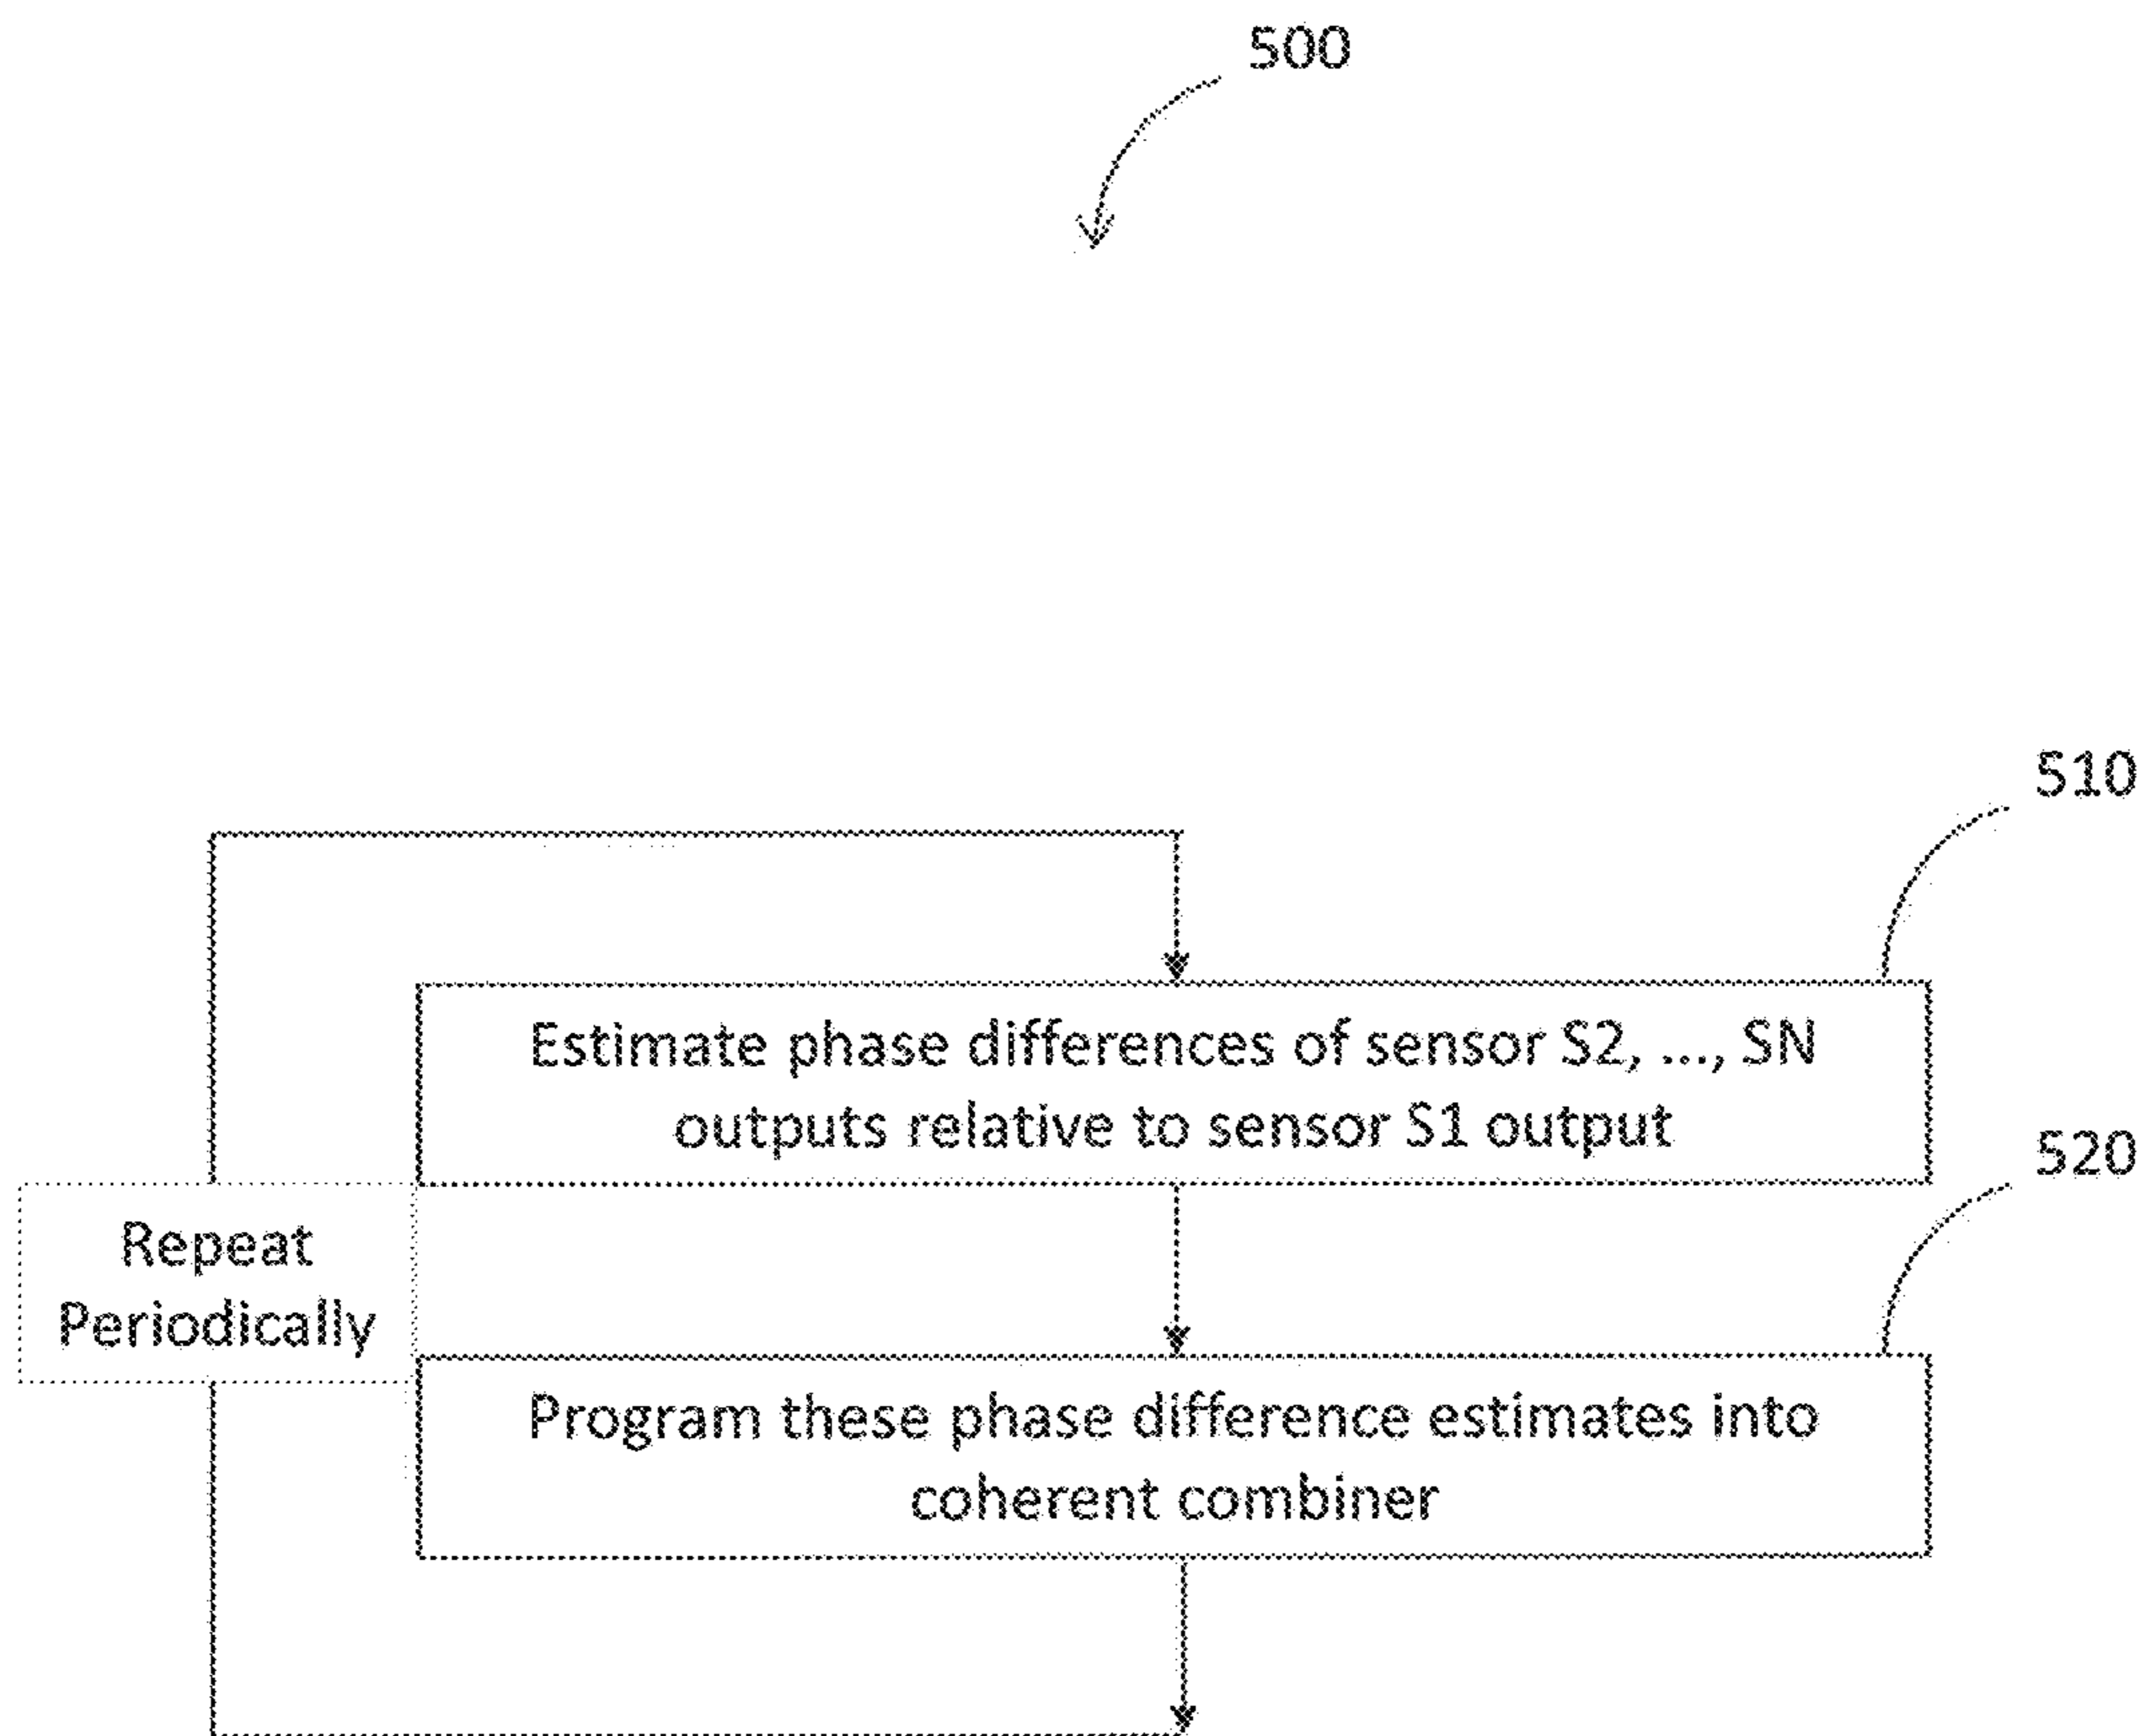 500
510
Estimate phase differences of sensor S2, ..., SN
outputs relative to sensor S1 output
520
Repeat
Periodically
Program these phase difference estimates into
coherent combiner